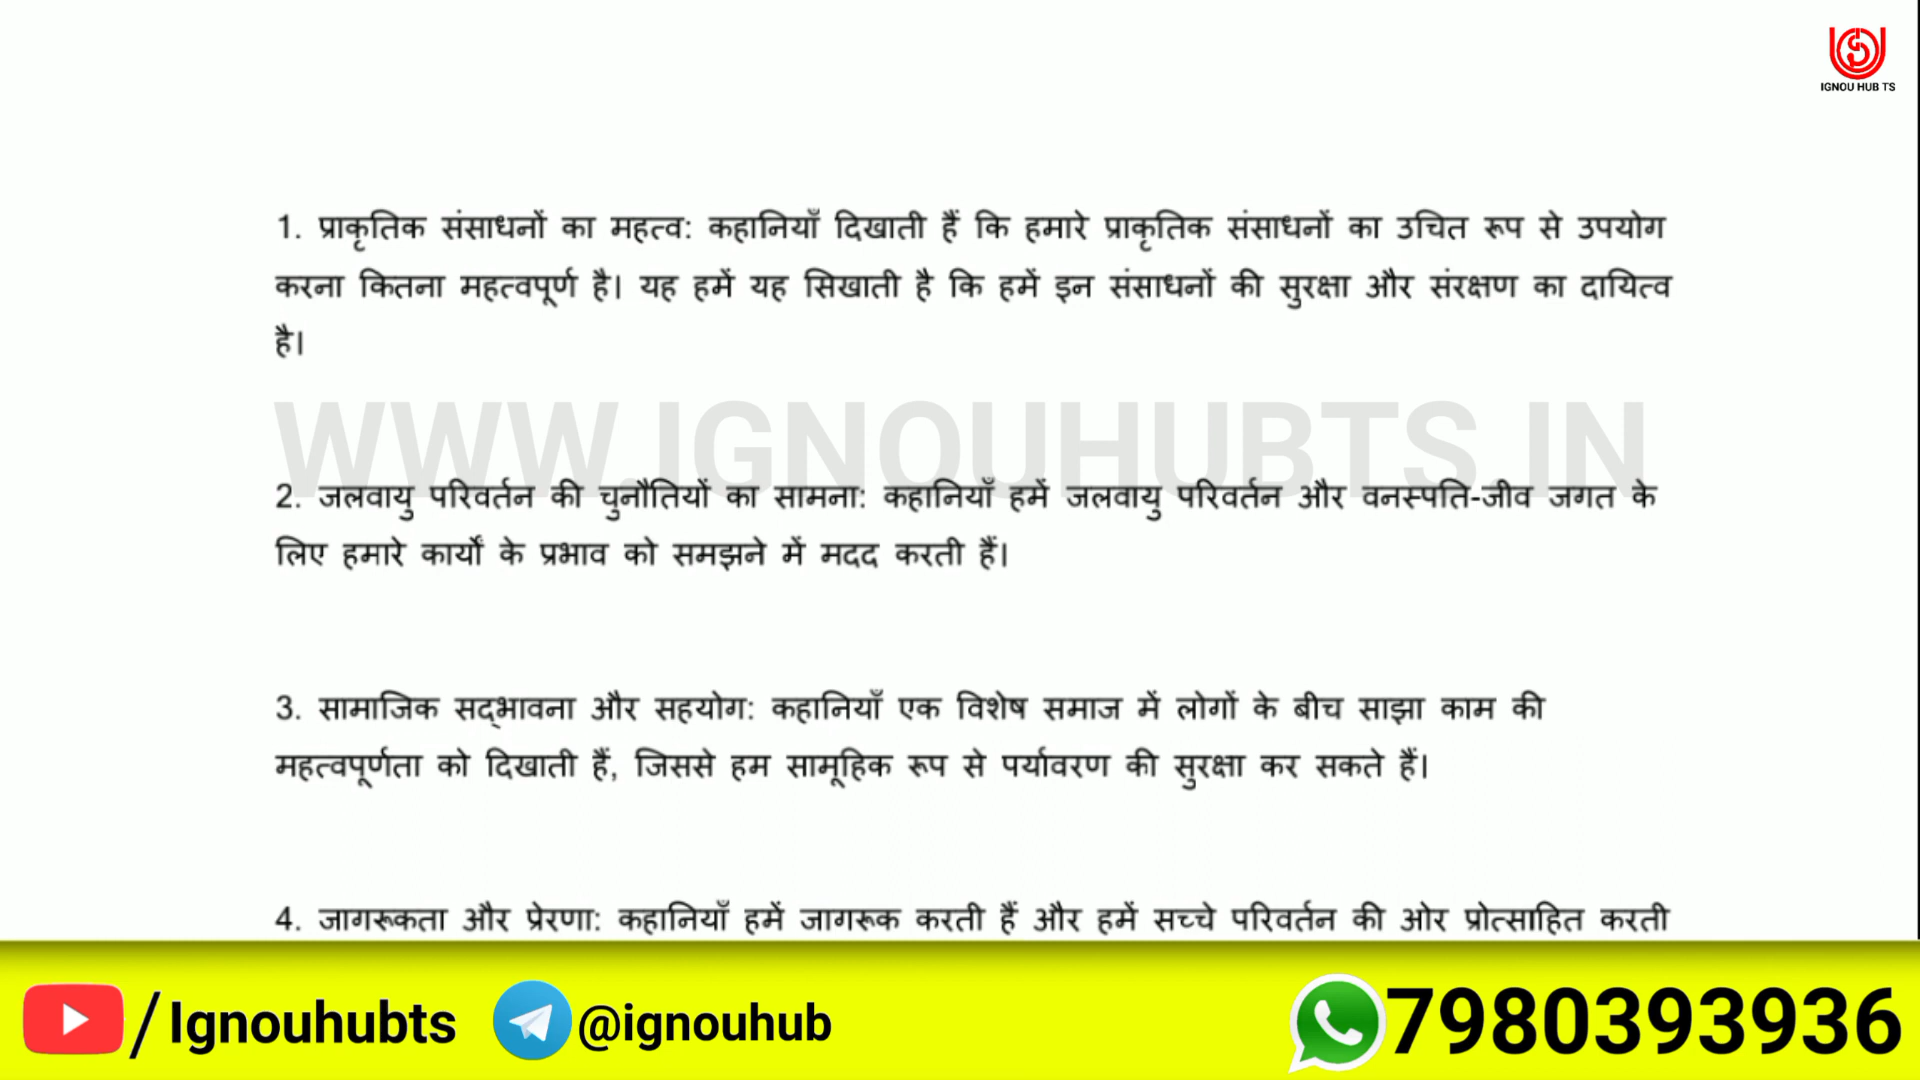 IGNOU HUB TS
1. प्राकृतिक संसाधनों का महत्व: कहानियाँ दिखाती हैं कि हमारे प्राकृतिक संसाधनों का उचित रूप से उपयोग
करना कितना महत्वपूर्ण है। यह हमें यह सिखाती है कि हमें इन संसाधनों की सुरक्षा और संरक्षण का दायित्व
है।
WWW.IGNOUHUBTS.IN
2. जलवायु परिवर्तन की चुनौतियों का सामना: कहानियाँ हमें जलवायु परिवर्तन और वनस्पति-जीव जगत के
लिए हमारे कार्यों के प्रभाव को समझने में मदद करती हैं।
3. सामाजिक सद्भावना और सहयोग: कहानियाँ एक विशेष समाज में लोगों के बीच साझा काम की
महत्वपूर्णता को दिखाती हैं, जिससे हम सामूहिक रूप से पर्यावरण की सुरक्षा कर सकते हैं।
4. जागरूकता और प्रेरणा: कहानियाँ हमें जागरूक करती हैं और हमें सच्चे परिवर्तन की ओर प्रोत्साहित करती
/Ignouhubts @ignouhub 7980393936